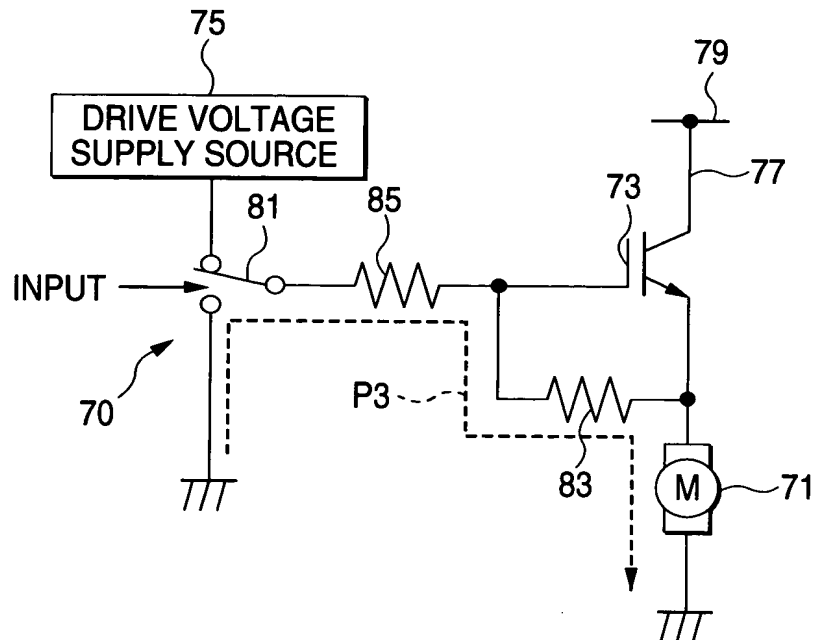 75
DRIVE VOLTAGE
SUPPLY SOURCE
79
77
73
81
85
INPUT
70
P3
83
M
71